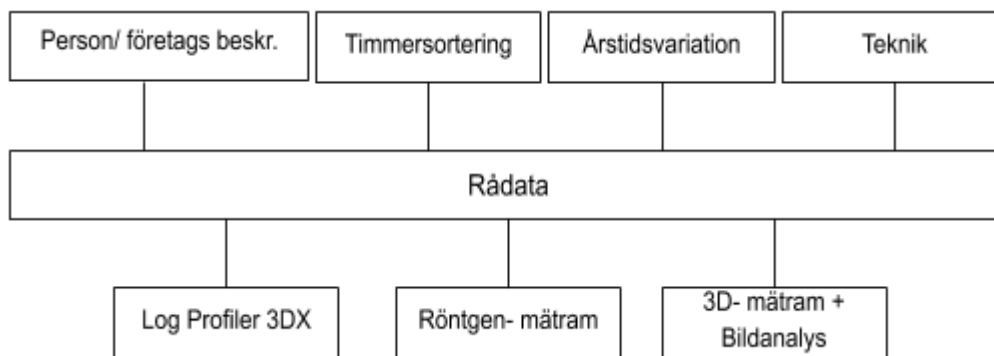 Person/ företags beskr.
Timmersortering
Årstidsvariation
Teknik
Rådata
Log Profiler 3DX
Röntgen- mätram
3D- mätram +
Bildanalys